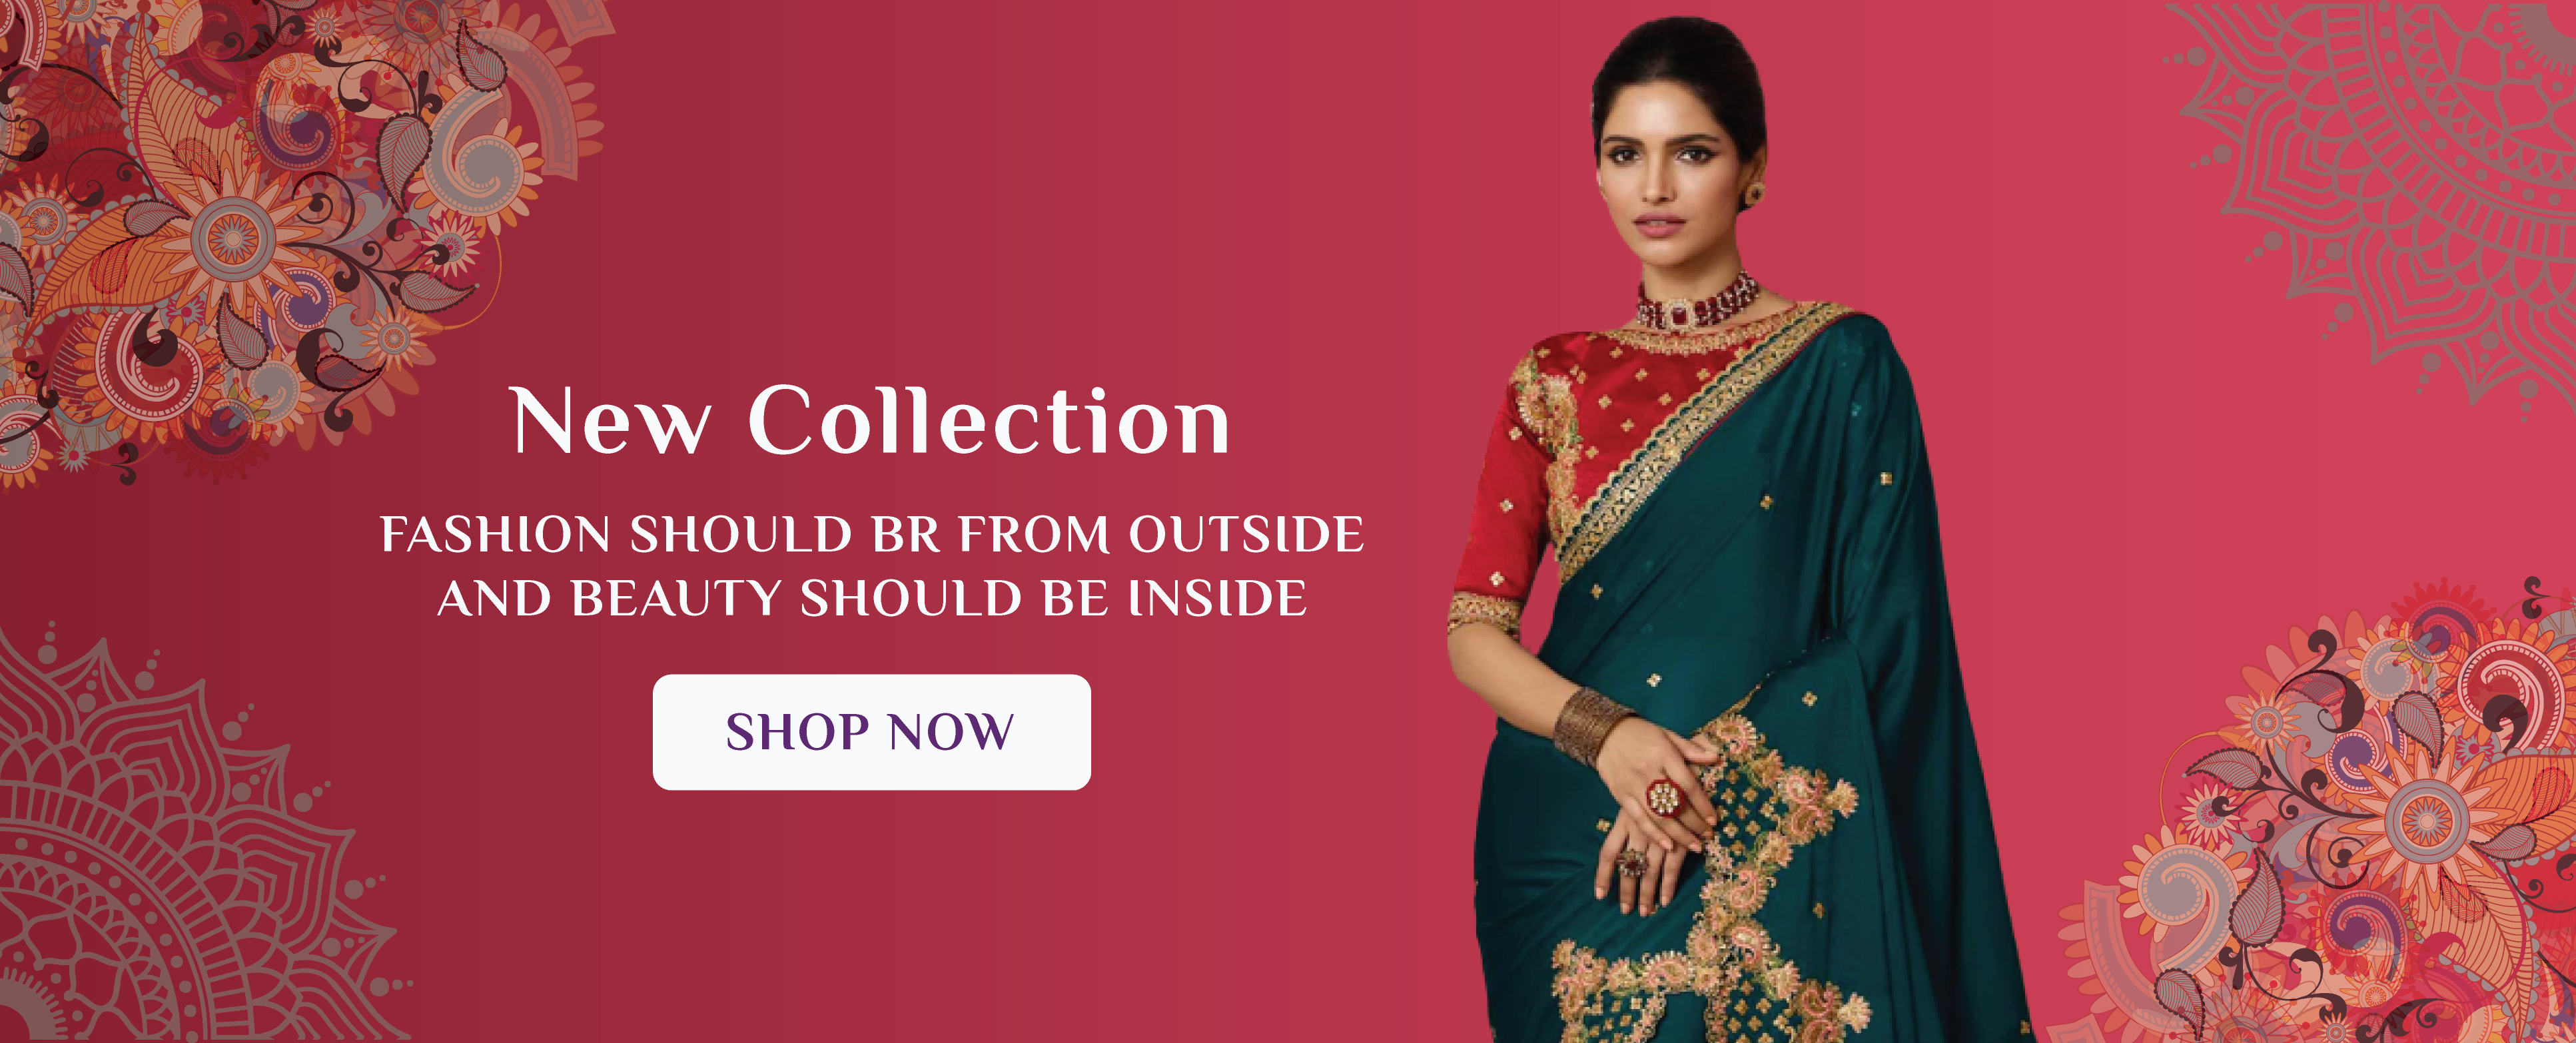 New Collection
FASHION SHOULD BR FROM OUTSIDE
AND BEAUTY SHOULD BE INSIDE
SHOP NOW